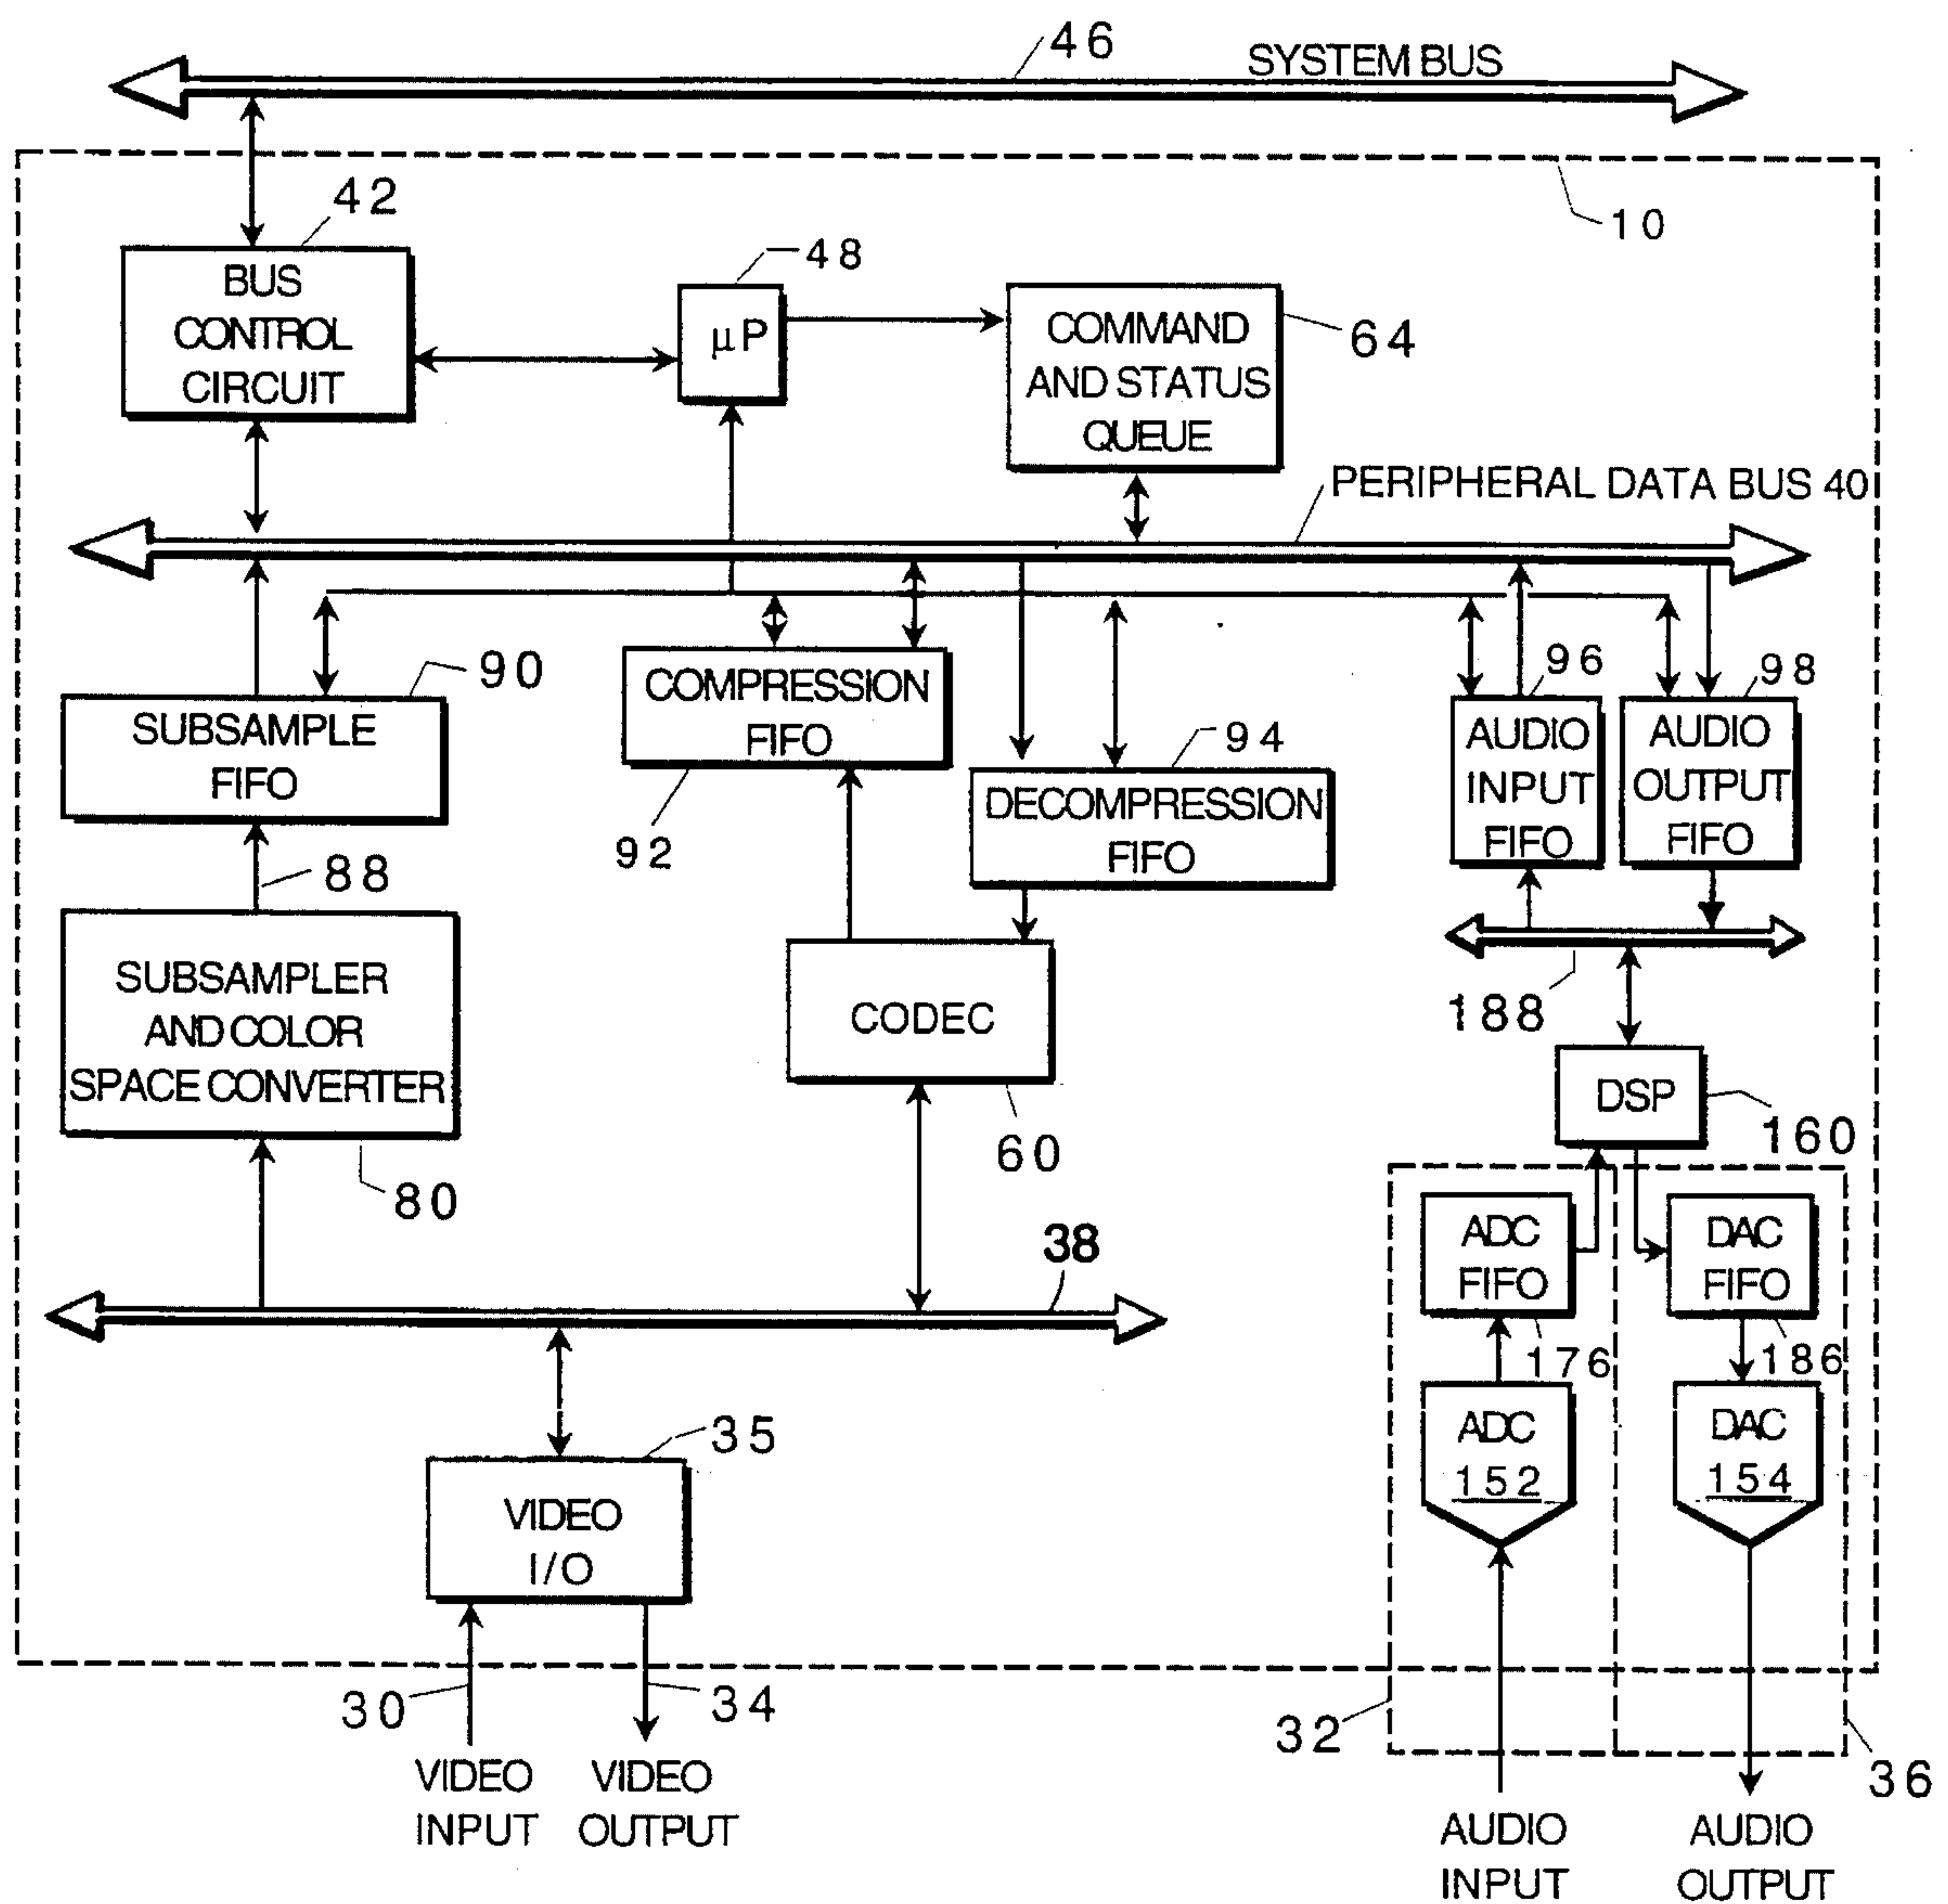 46
SYSTEM BUS
10
42
BUS
CONTROL
CIRCUIT
48
μP
COMMAND
AND STATUS
QUEUE
64
PERIPHERAL DATA BUS 40
90
SUBSAMPLE
FIFO
COMPRESSION
FIFO
92
94
DECOMPRESSION
FIFO
96
AUDIO
INPUT
FIFO
98
AUDIO
OUTPUT
FIFO
88
SUBSAMPLER
AND COLOR
SPACE CONVERTER
80
CODEC
60
188
DSP
160
38
ADC
FIFO
176
DAC
FIFO
186
ADC
152
DAC
154
35
VIDEO
I/O
30
34
32
36
VIDEO
INPUT
VIDEO
OUTPUT
AUDIO
INPUT
AUDIO
OUTPUT